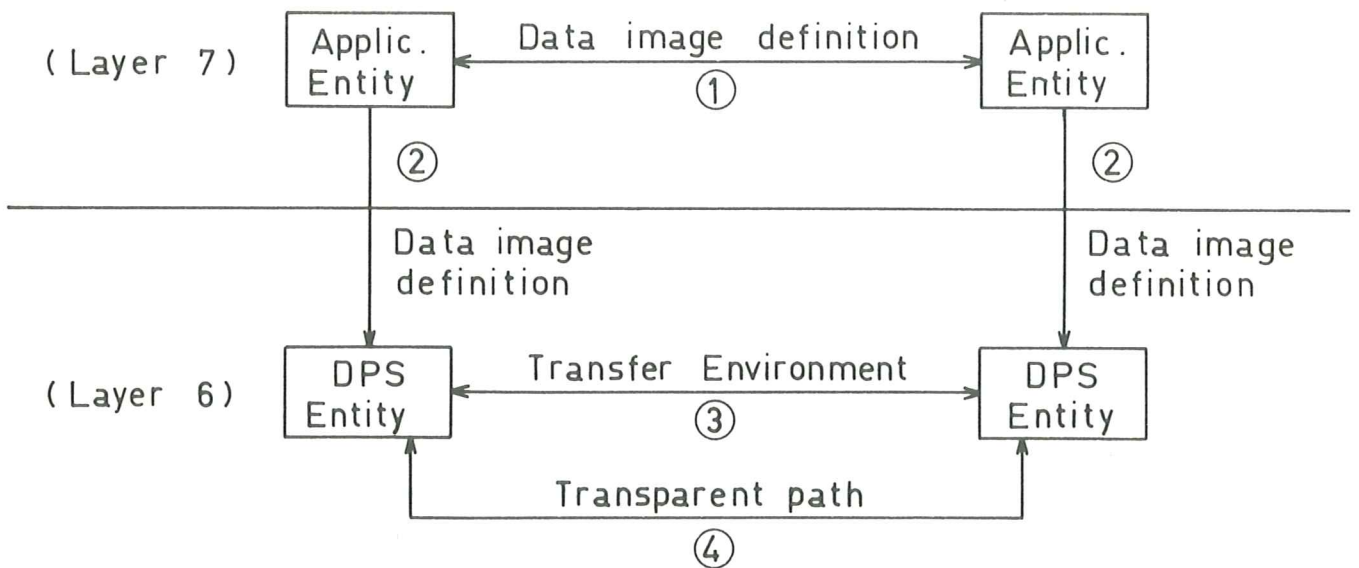 Applic. Entity
Data image definition
①
Applic. Entity
(Layer 7)
②
②
Data image
definition
Data image
definition
DPS
Entity
Transfer Environment
③
DPS
Entity
(Layer 6)
Transparent path
④